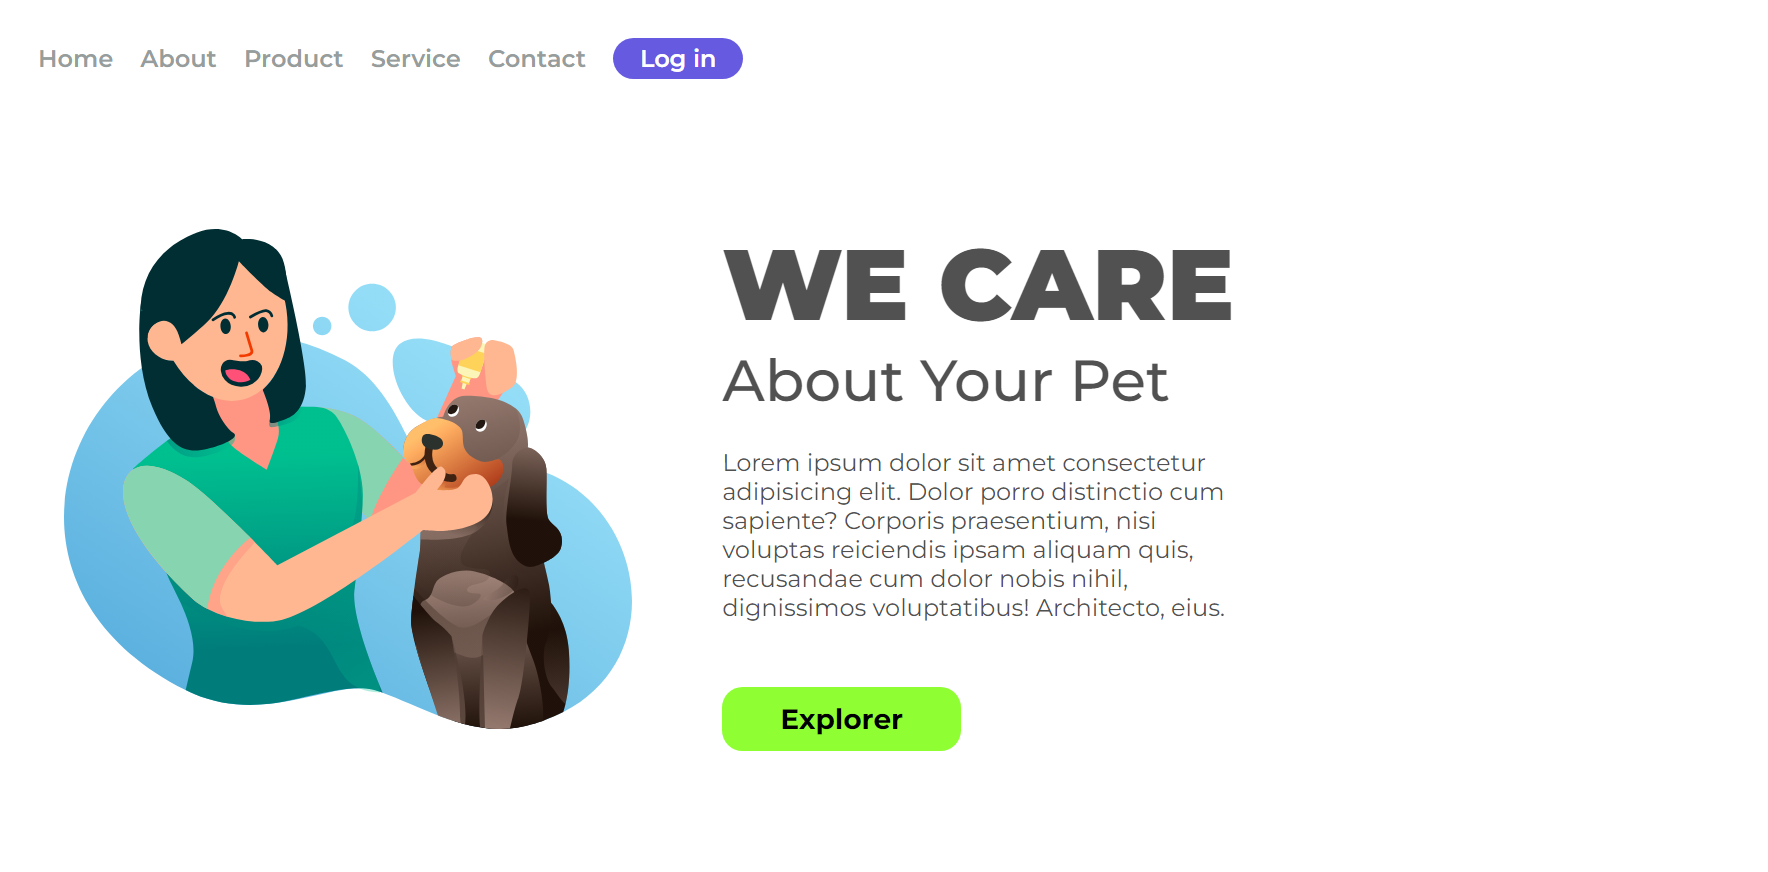 Home About Product Service Contact Log in
WE CARE
About Your Pet
Lorem ipsum dolor sit amet consectetur
adipisicing elit. Dolor porro distinctio cum
sapiente? Corporis praesentium, nisi
voluptas reiciendis ipsam aliquam quis,
recusandae cum dolor nobis nihil,
dignissimos voluptatibus! Architecto, eius.
Explorer